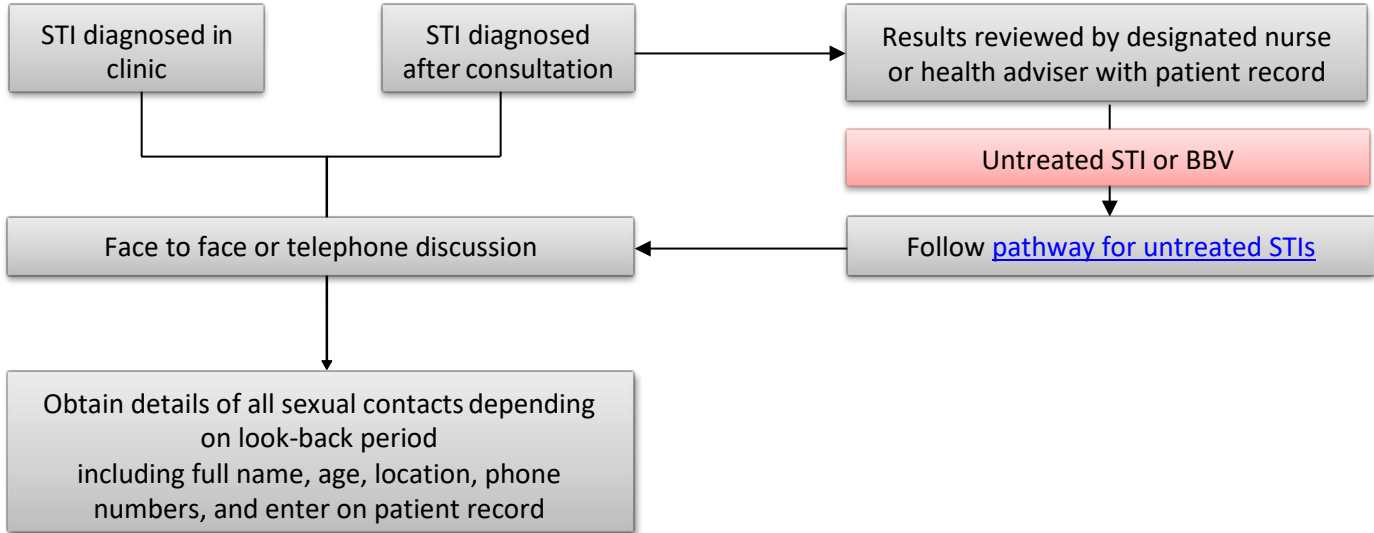 STI diagnosed in
clinic
STI diagnosed
after consultation
Results reviewed by designated nurse
or health adviser with patient record
Untreated STI or BBV
Face to face or telephone discussion
Follow pathway for untreated STIs
Obtain details of all sexual contacts depending
on look-back period
including full name, age, location, phone
numbers, and enter on patient record